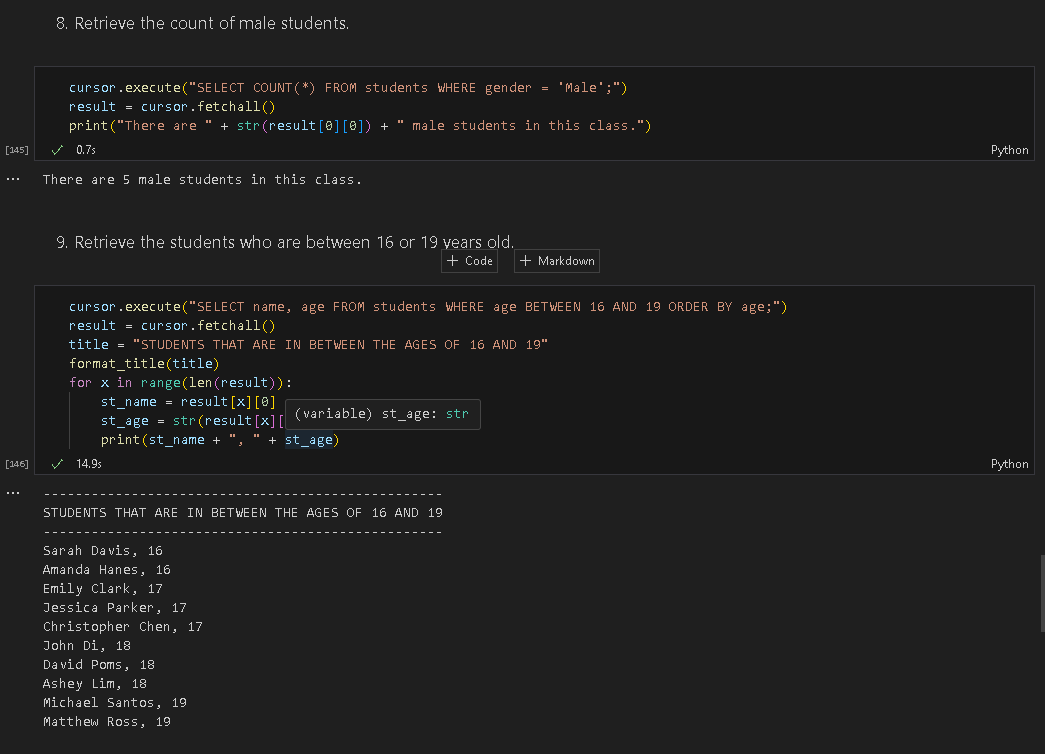 8. Retrieve the count of male students.
cursor.execute("SELECT COUNT(*) FROM students WHERE gender = 'Male';")
result = cursor.fetchall()
print("There are " + str(result[0][0]) + " male students in this class.")
[145]
0.7s
Python
... There are 5 male students in this class.
9. Retrieve the students who are between 16 or 19 years old.
+ Code
+ Markdown
cursor.execute("SELECT name, age FROM students WHERE age BETWEEN 16 AND 19 ORDER BY age;")
result = cursor.fetchall()
title = "STUDENTS THAT ARE IN BETWEEN THE AGES OF 16 AND 19"
format_title(title)
for x in range(len(result)):
st_name = result[x][0]
st_age = str(result[x][
(variable) st_age: str
print(st_name + ", " + st_age)
[146]
14.9s
Python
... --------------------------------------------------
STUDENTS THAT ARE IN BETWEEN THE AGES OF 16 AND 19
--------------------------------------------------
Sarah Davis, 16
Amanda Hanes, 16
Emily Clark, 17
Jessica Parker, 17
Christopher Chen, 17
John Di, 18
David Poms, 18
Ashey Lim, 18
Michael Santos, 19
Matthew Ross, 19